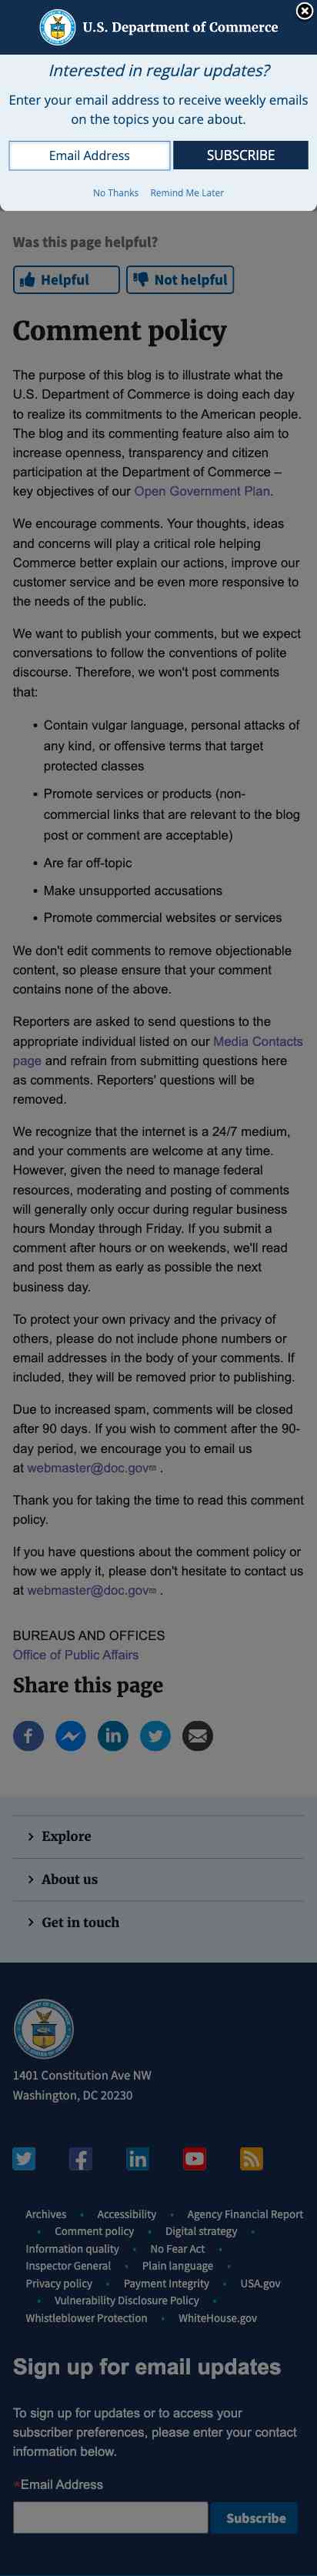 U.S. Department of Commerce
Interested in regular updates?
Enter your email address to receive weekly emails
on the topics you care about.
Email Address
SUBSCRIBE
No Thanks Remind Me Later
Was this page helpful?
Helpful
Not helpful
Comment policy
The purpose of this blog is to illustrate what the
U.S. Department of Commerce is doing each day
to realize its commitments to the American people.
The blog and its commenting feature also aim to
increase openness, transparency and citizen
participation at the Department of Commerce –
key objectives of our Open Government Plan.
We encourage comments. Your thoughts, ideas
and concerns will play a critical role helping
Commerce better explain our actions, improve our
customer service and be even more responsive to
the needs of the public.
We want to publish your comments, but we expect
conversations to follow the conventions of polite
discourse. Therefore, we won't post comments
that:
• Contain vulgar language, personal attacks of
any kind, or offensive terms that target
protected classes
• Promote services or products (non-
commercial links that are relevant to the blog
post or comment are acceptable)
• Are far off-topic
• Make unsupported accusations
• Promote commercial websites or services
We don't edit comments to remove objectionable
content, so please ensure that your comment
contains none of the above.
Reporters are asked to send questions to the
appropriate individual listed on our Media Contacts
page and refrain from submitting questions here
as comments. Reporters' questions will be
removed.
We recognize that the internet is a 24/7 medium,
and your comments are welcome at any time.
However, given the need to manage federal
resources, moderating and posting of comments
will generally only occur during regular business
hours Monday through Friday. If you submit a
comment after hours or on weekends, we'll read
and post them as early as possible the next
business day.
To protect your own privacy and the privacy of
others, please do not include phone numbers or
email addresses in the body of your comments. If
included, they will be removed prior to publishing.
Due to increased spam, comments will be closed
after 90 days. If you wish to comment after the 90-
day period, we encourage you to email us
at webmaster@doc.gov .
Thank you for taking the time to read this comment
policy.
If you have questions about the comment policy or
how we apply it, please don't hesitate to contact us
at webmaster@doc.gov .
BUREAUS AND OFFICES
Office of Public Affairs
Share this page
Explore
About us
Get in touch
1401 Constitution Ave NW
Washington, DC 20230
Archives • Accessibility • Agency Financial Report
• Comment policy • Digital strategy •
Information quality • No Fear Act •
Inspector General • Plain language •
Privacy policy • Payment Integrity • USA.gov
• Vulnerability Disclosure Policy •
Whistleblower Protection • WhiteHouse.gov
Sign up for email updates
To sign up for updates or to access your
subscriber preferences, please enter your contact
information below.
*Email Address
Subscribe